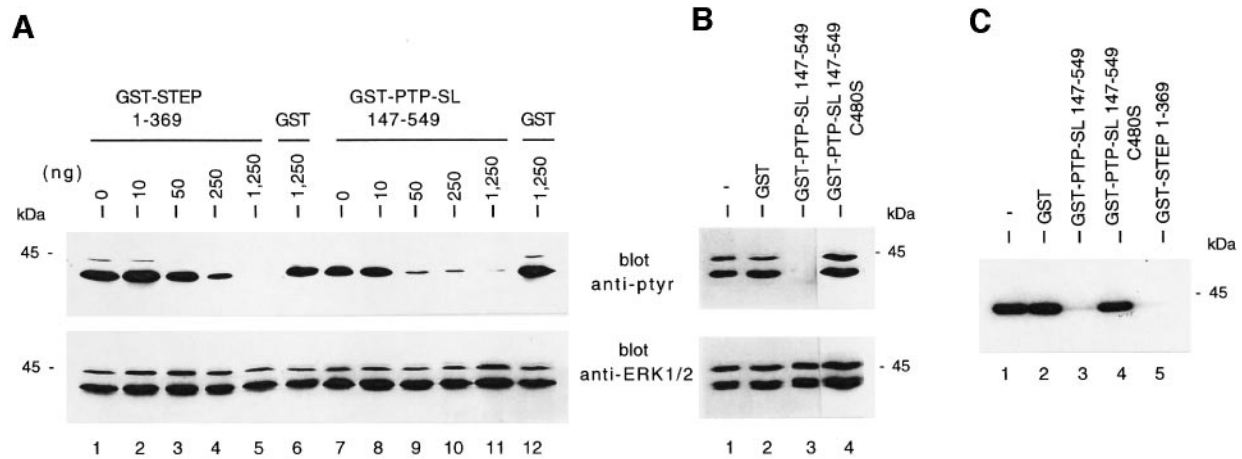 A
GST-STEP
1-369
GST
GST-PTP-SL
147-549
GST
(ng)
0
10
50
250
1,250
1,250
0
10
50
250
1,250
1,250
kDa
45 -
blot
anti-ptyr
45 -
blot
anti-ERK1/2
1 2 3 4 5 6 7 8 9 10 11 12
B
-
GST
GST-PTP-SL 147-549
GST-PTP-SL 147-549
C480S
kDa
- 45
- 45
1 2 3 4
C
-
GST
GST-PTP-SL 147-549
GST-PTP-SL 147-549
C480S
GST-STEP 1-369
kDa
- 45
1 2 3 4 5